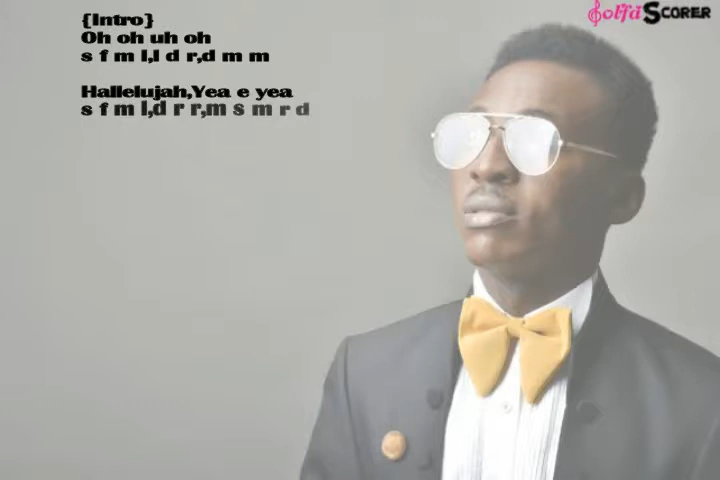 SolfaScorer
{Intro}
Oh oh uh oh
s f m l,l d r,d m m
Hallelujah,Yea e yea
s f m l,d r r,m s m r d